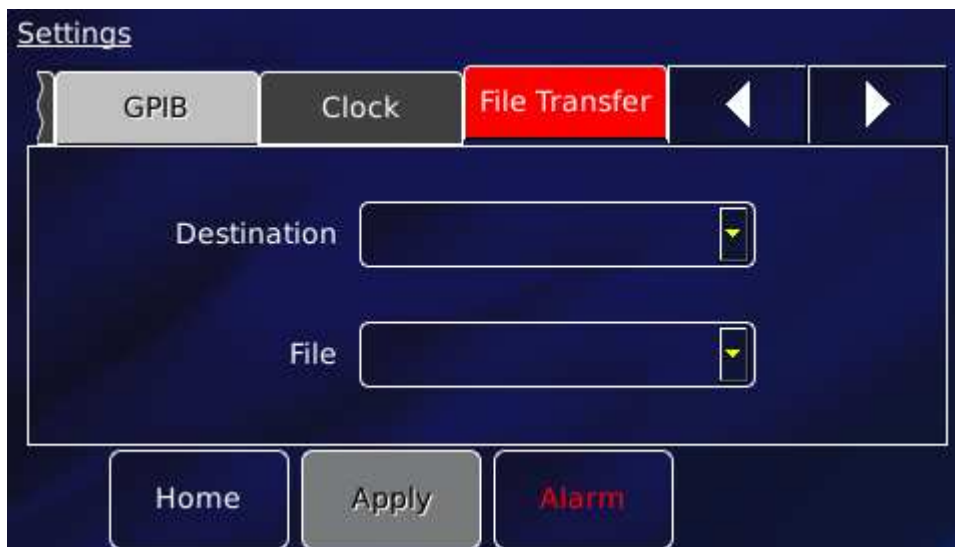 Settings
GPIB Clock File Transfer
Destination
File
Home Apply Alarm